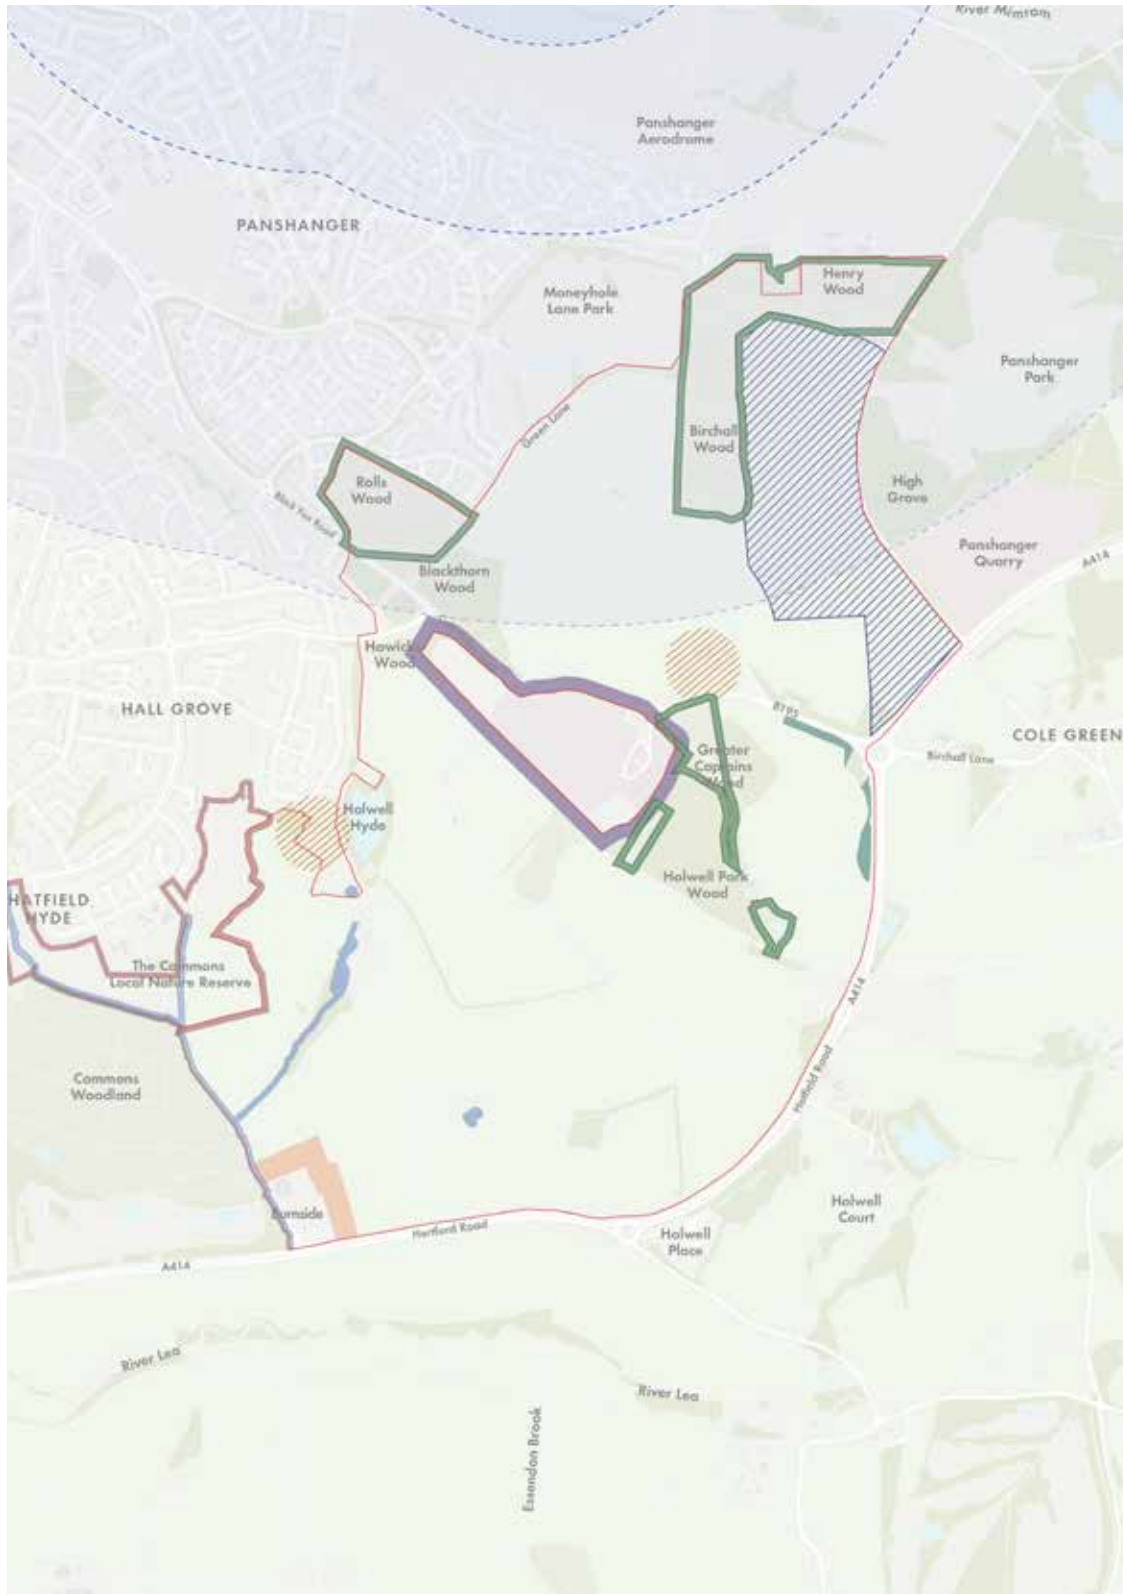 River Mimram
Panshanger
Aerodrome
PANSHANGER
Henry
Wood
Moneyhole
Lane Park
Panshanger
Park
Green Lane
Birchall
Wood
Rolls
Wood
High
Grove
Black Fan Road
Panshanger
Quarry
A414
Blackthorn
Wood
Howick
Wood
HALL GROVE
B195
COLE GREEN
Greater
Captains
Wood
Birchall Lane
Holwell
Hyde
Holwell Park
Wood
HATFIELD
HYDE
The Commons
Local Nature Reserve
A414
Commons
Woodland
Hatfield Road
Holwell
Court
Burnside
Hertford Road
Holwell
Place
A414
River Lea
River Lea
Essendon Brook